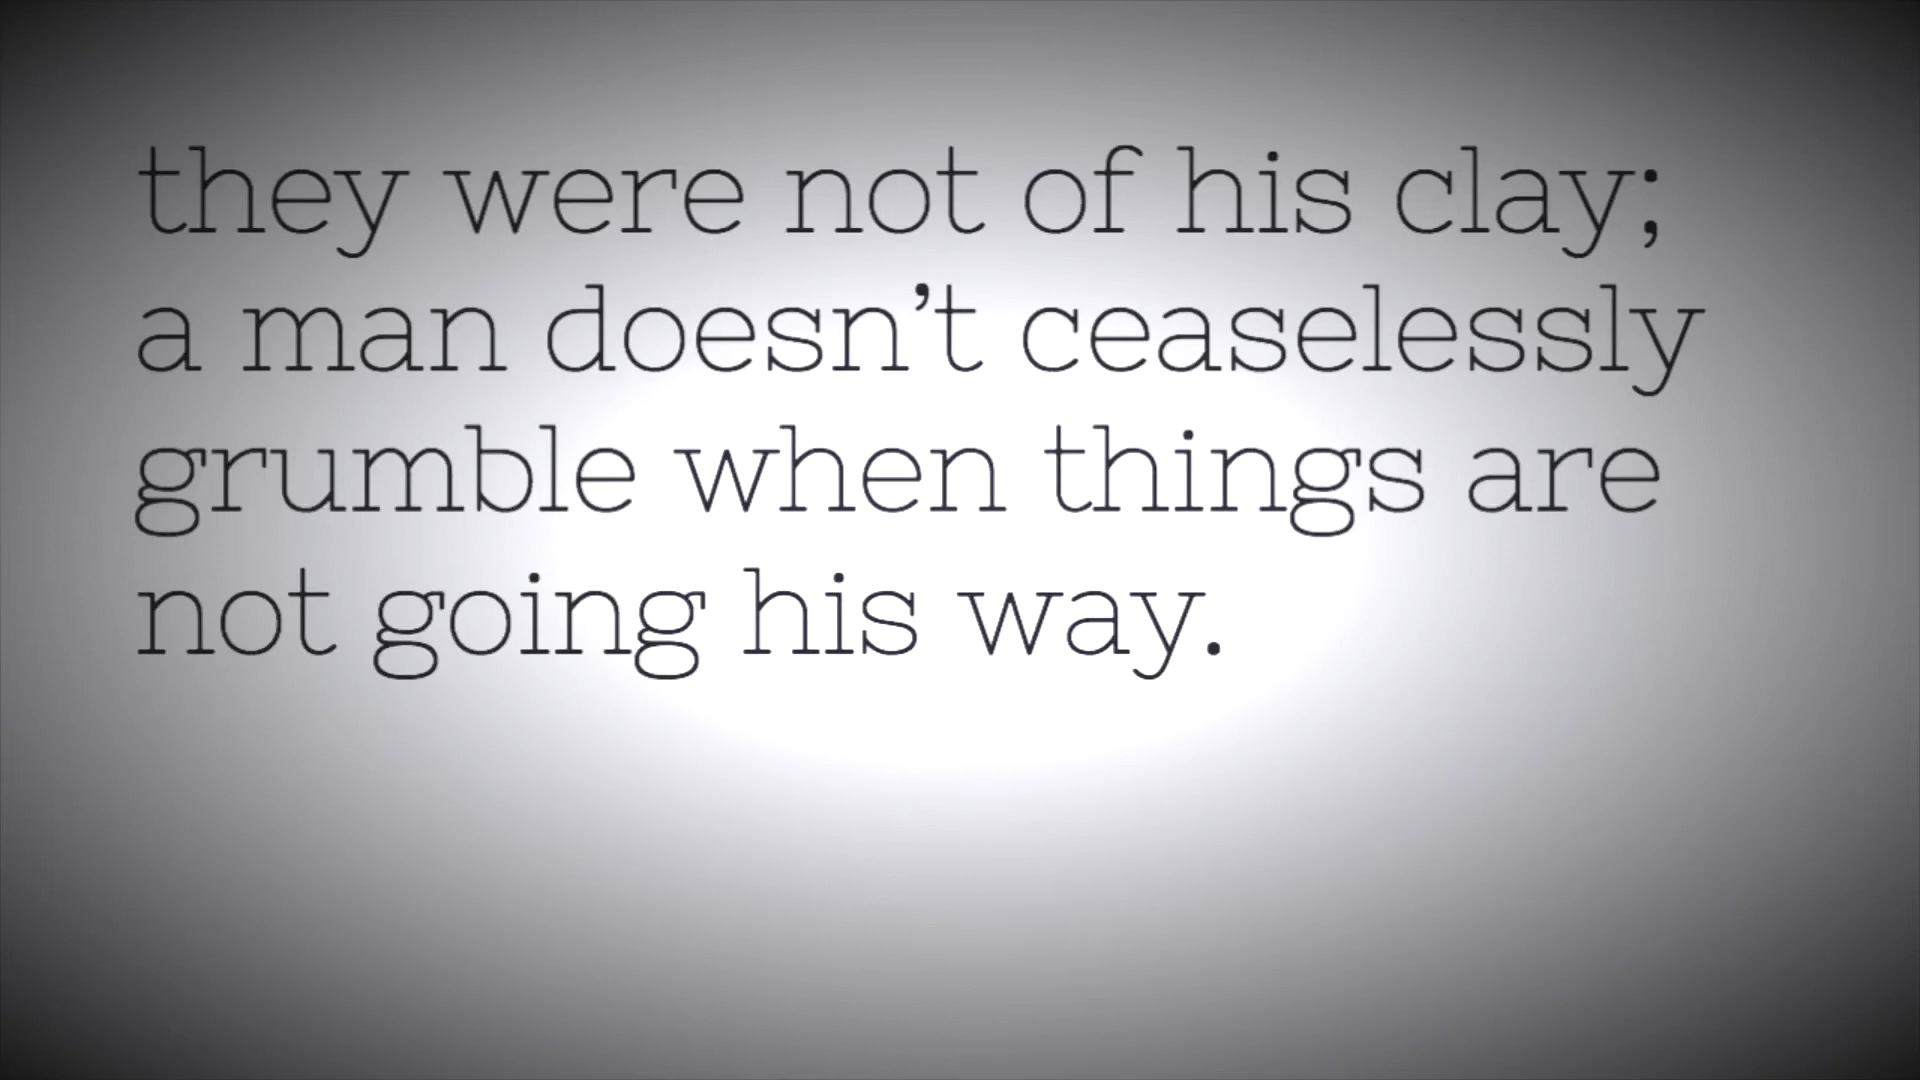 they were not of his clay;
a man doesn’t ceaselessly
grumble when things are
not going his way.